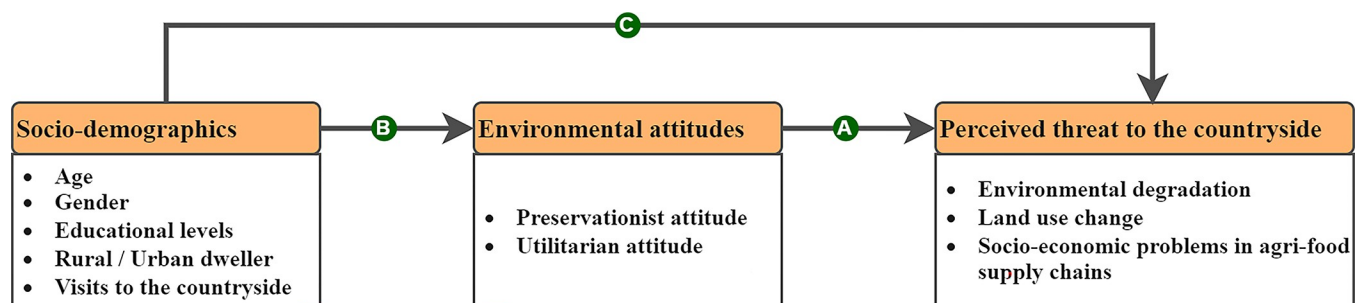 C
Socio-demographics
B
Environmental attitudes
A
Perceived threat to the countryside
• Age
• Gender
• Educational levels
• Rural / Urban dweller
• Visits to the countryside
• Preservationist attitude
• Utilitarian attitude
• Environmental degradation
• Land use change
• Socio-economic problems in agri-food
supply chains